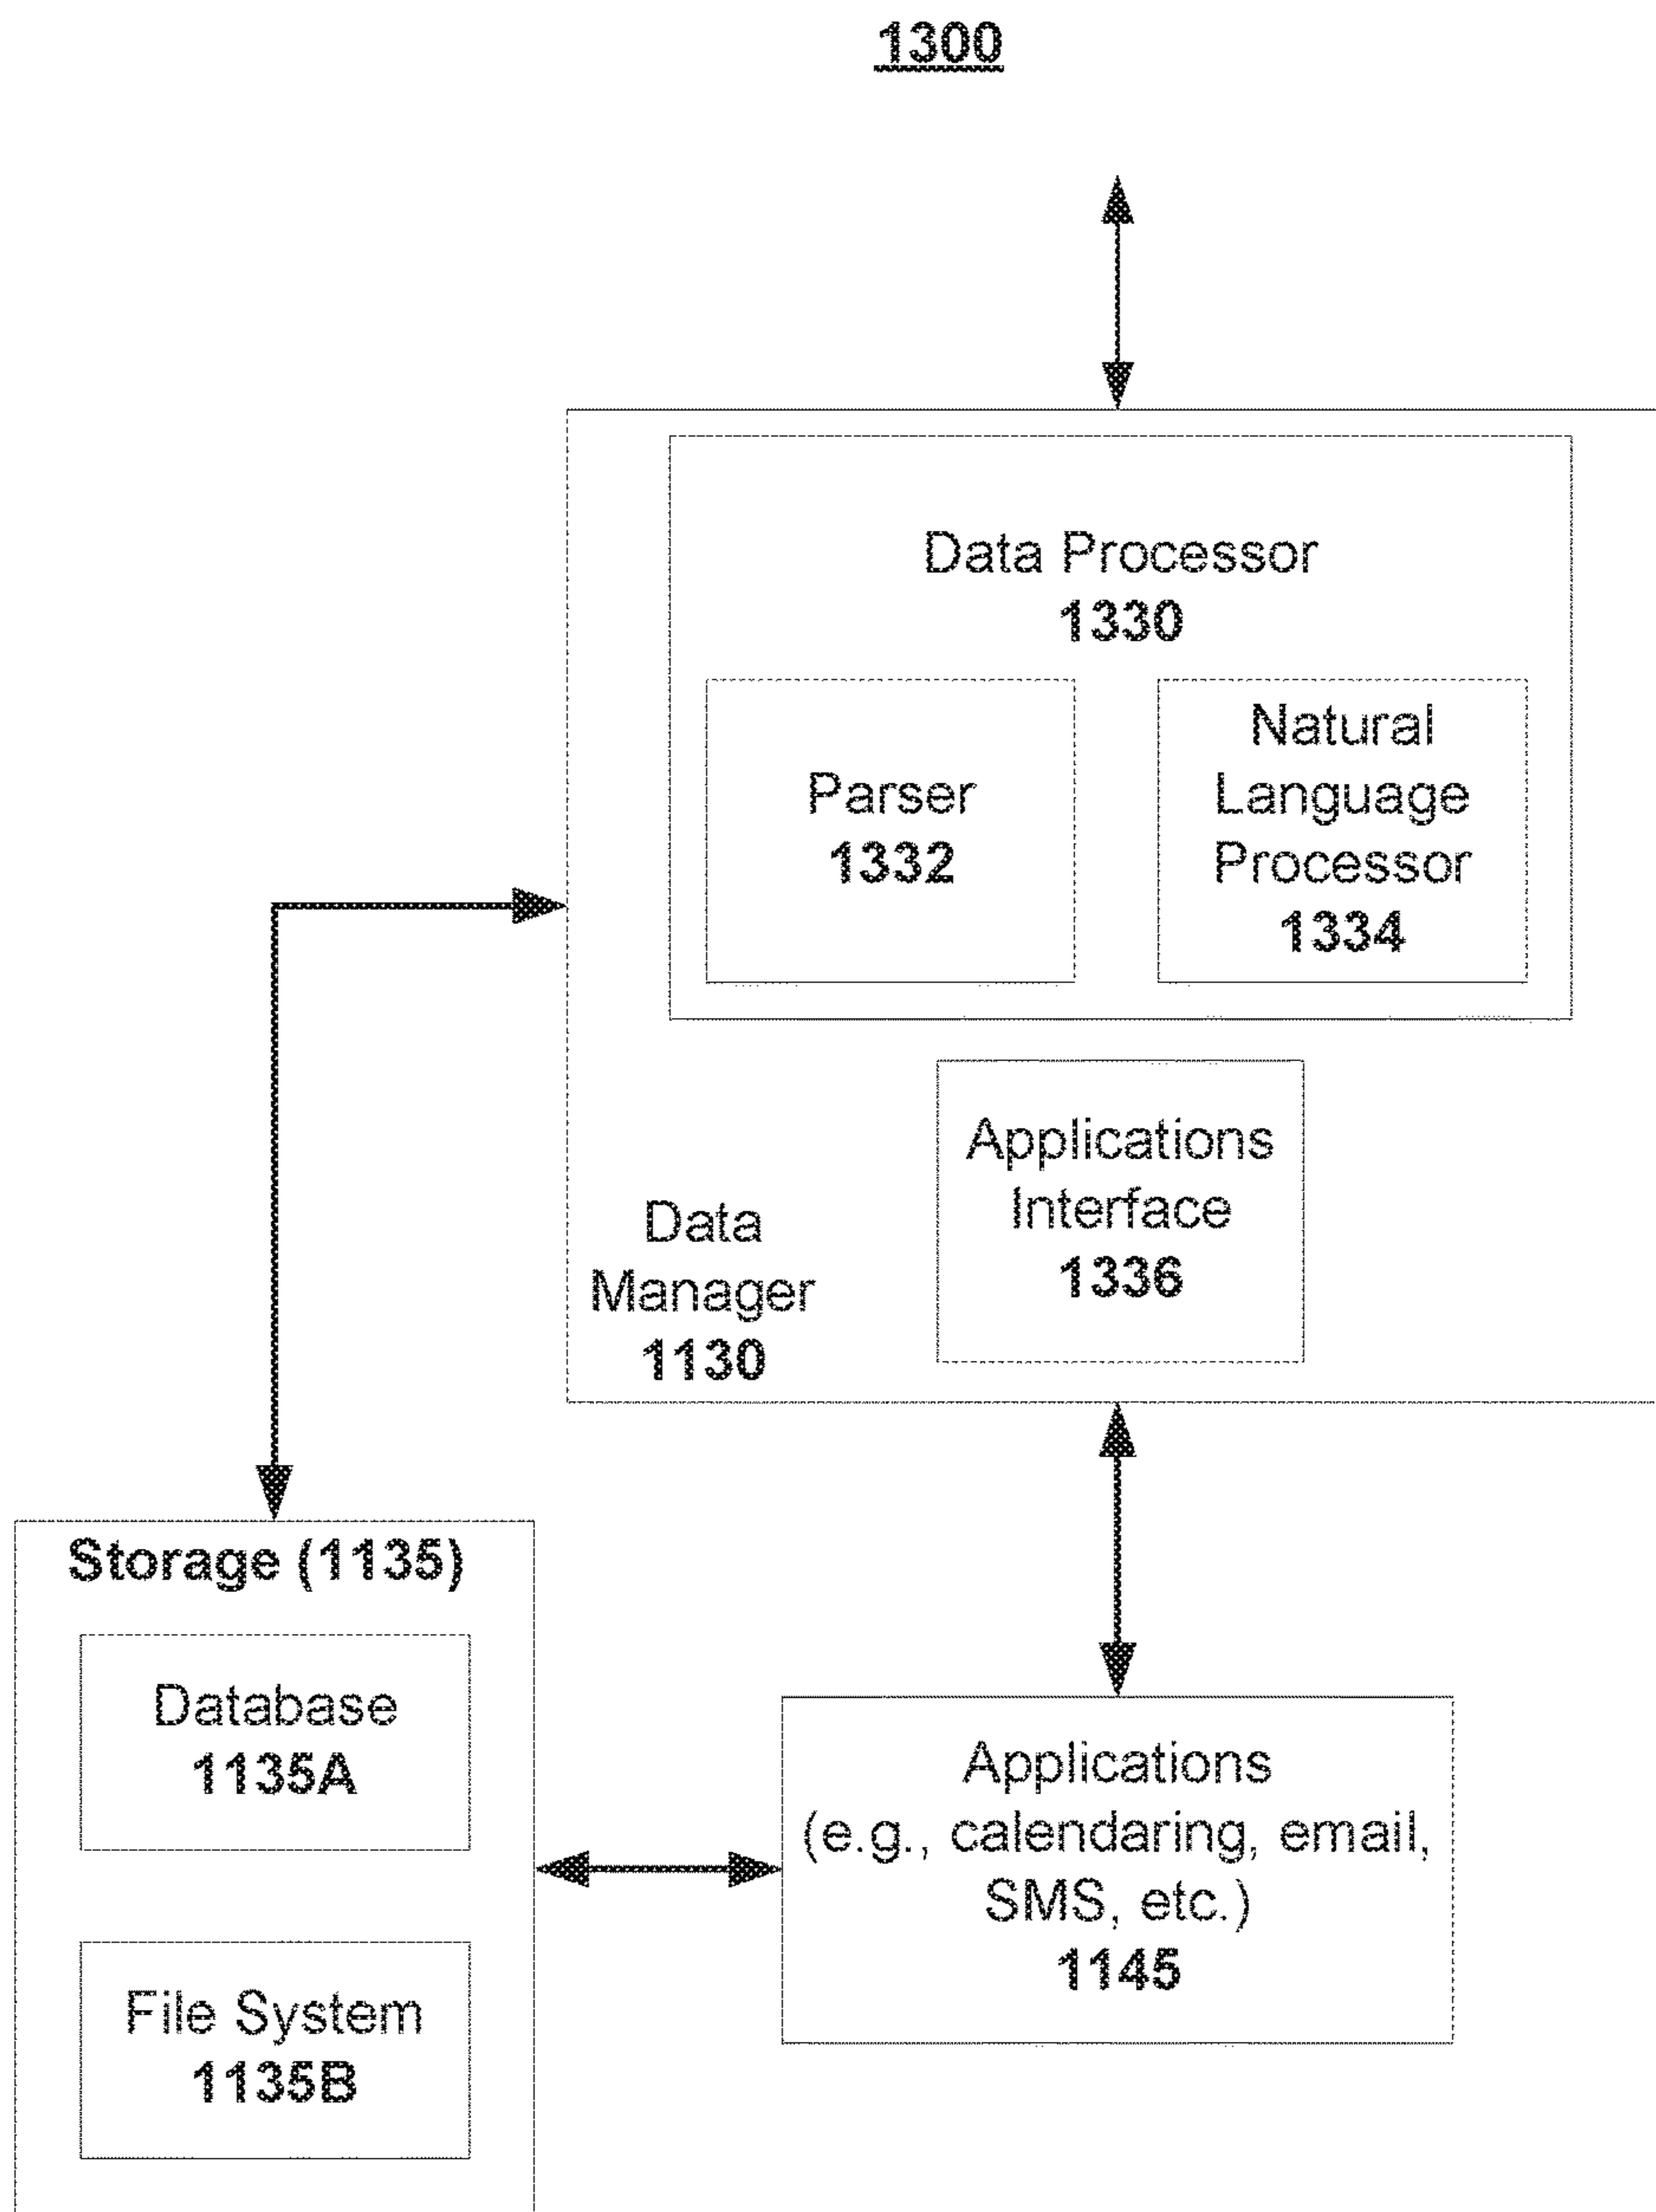 1300
Data Processor
1330
Parser
1332
Natural
Language
Processor
1334
Applications
Interface
1336
Data
Manager
1130
Storage (1135)
Database
1135A
File System
1135B
Applications
(e.g., calendaring, email,
SMS, etc.)
1145